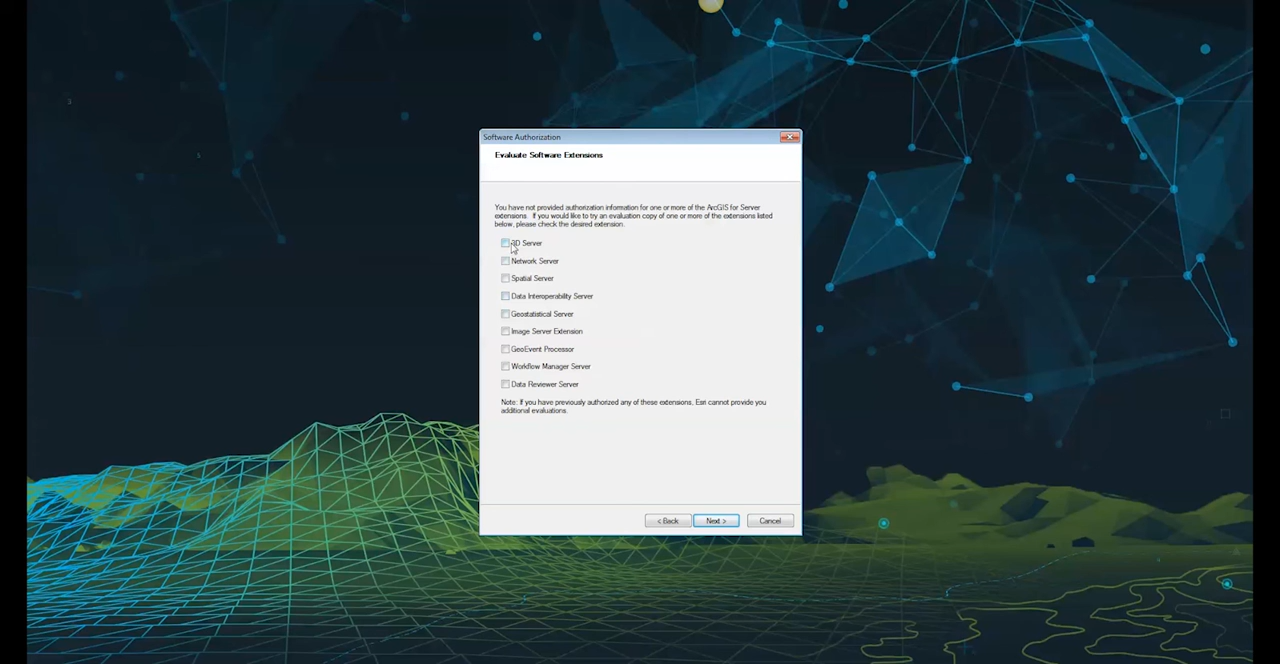 Software Authorization
Evaluate Software Extensions
You have not provided authorization information for one or more of the ArcGIS for Server
extensions. If you would like to try an evaluation copy of one or more of the extensions listed
below, please check the desired extension.
3D Server
Network Server
Spatial Server
Data Interoperability Server
Geostatistical Server
Image Server Extension
GeoEvent Processor
Workflow Manager Server
Data Reviewer Server
Note: If you have previously authorized any of these extensions, Esri cannot provide you
additional evaluations.
< Back
Next >
Cancel